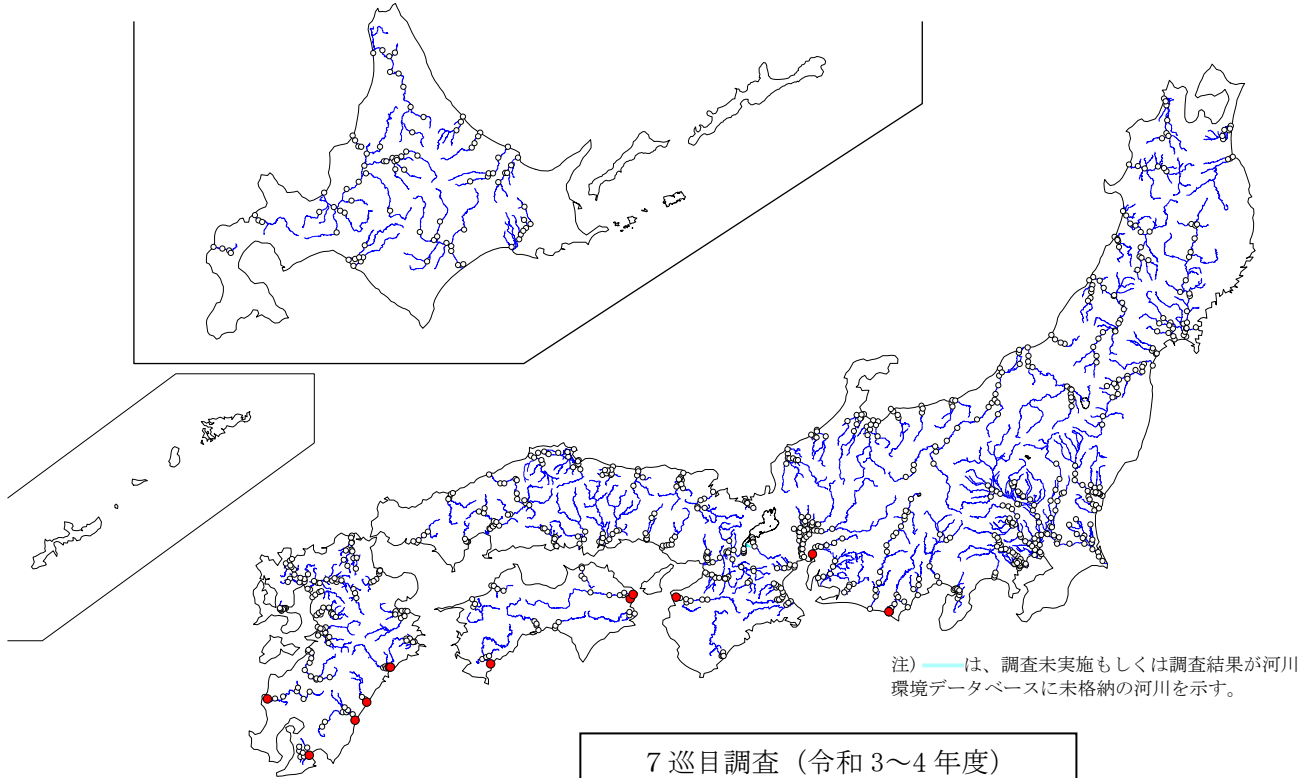 注) は、調査未実施もしくは調査結果が河川
環境データベースに未格納の河川を示す。
7巡目調査（令和 3～4 年度）